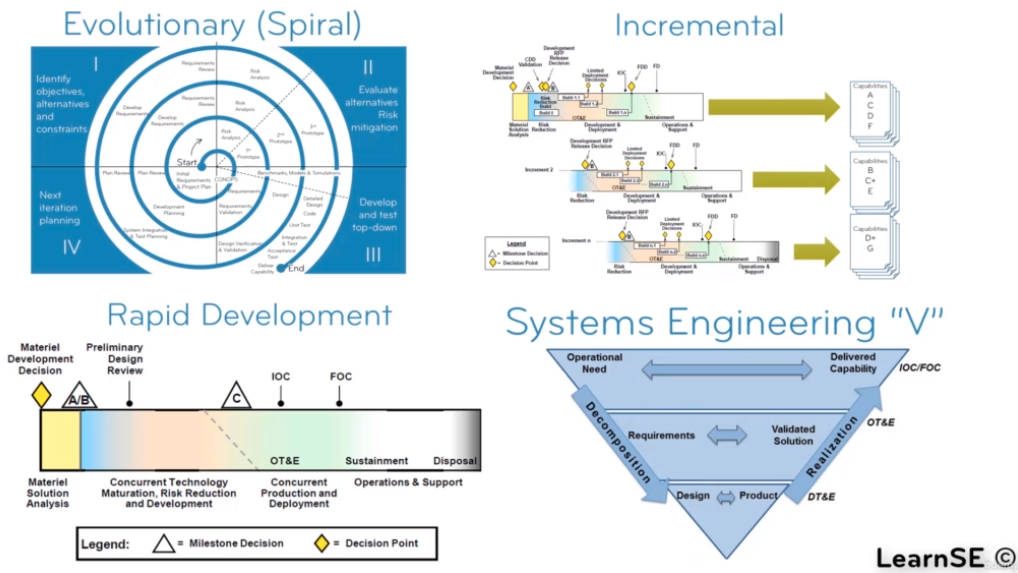 Evolutionary (Spiral)
I
Identify
objectives,
alternatives
and
constraints
II
Evaluate
alternatives
Risk
mitigation
Next
iteration
planning
IV
Develop
and test
top-down
III
Requirements
Review
Risk
Analysis
Develop
Requirements
Requirements
Review
Risk
Analysis
Develop
Requirements
Risk
Analysis
2nd
Prototype
3rd
Prototype
1st
Prototype
Start
Plan Review
Plan Review
Initial
Requirements
& Project Plan
CONOPS
Benchmarks, Models & Simulations
Requirements
Design
Detailed
Design
Code
Development
Planning
Requirements
Validation
Unit Test
System Integration
& Test Planning
Design Verification
& Validation
Integration
& Test
Acceptance
Test
Deliver
Capability
End
Incremental
Materiel
Development
Decision
CDD
Validation
Development
RFP
Release
Decision
Limited
Deployment
Decisions
IOC
FDD
FD
A
B
Risk
Reduction
Build
Build 0
Build 1.1
Build 1.2
OT&E
Sustainment
Materiel
Solution
Analysis
Risk
Reduction
Development &
Deployment
Operations &
Support
Capabilities
A
C
D
F
Increment 2
Development RFP
Release Decision
B
Limited
Deployment
Decisions
IOC
FDD
FD
Build 2.1
Build 2.2
OT&E
Sustainment
Risk
Reduction
Development &
Deployment
Operations &
Support
Capabilities
B
C+
E
Increment n
Development RFP
Release Decision
B
Limited
Deployment
Decisions
IOC
FDD
FD
Build n.1
Build n.2
OT&E
Sustainment
Disposal
Risk
Reduction
Development &
Deployment
Operations &
Support
Capabilities
D+
G
Legend
= Milestone Decision
= Decision Point
Rapid Development
Materiel
Development
Decision
Preliminary
Design
Review
A/B
C
IOC
FOC
OT&E
Sustainment
Disposal
Materiel
Solution
Analysis
Concurrent Technology
Maturation, Risk Reduction
and Development
Concurrent
Production and
Deployment
Operations & Support
Legend:
= Milestone Decision
= Decision Point
Systems Engineering "V"
Operational
Need
Delivered
Capability
IOC/FOC
Decomposition
Realization
OT&E
Requirements
Validated
Solution
Design
Product
DT&E
LearnSE ©